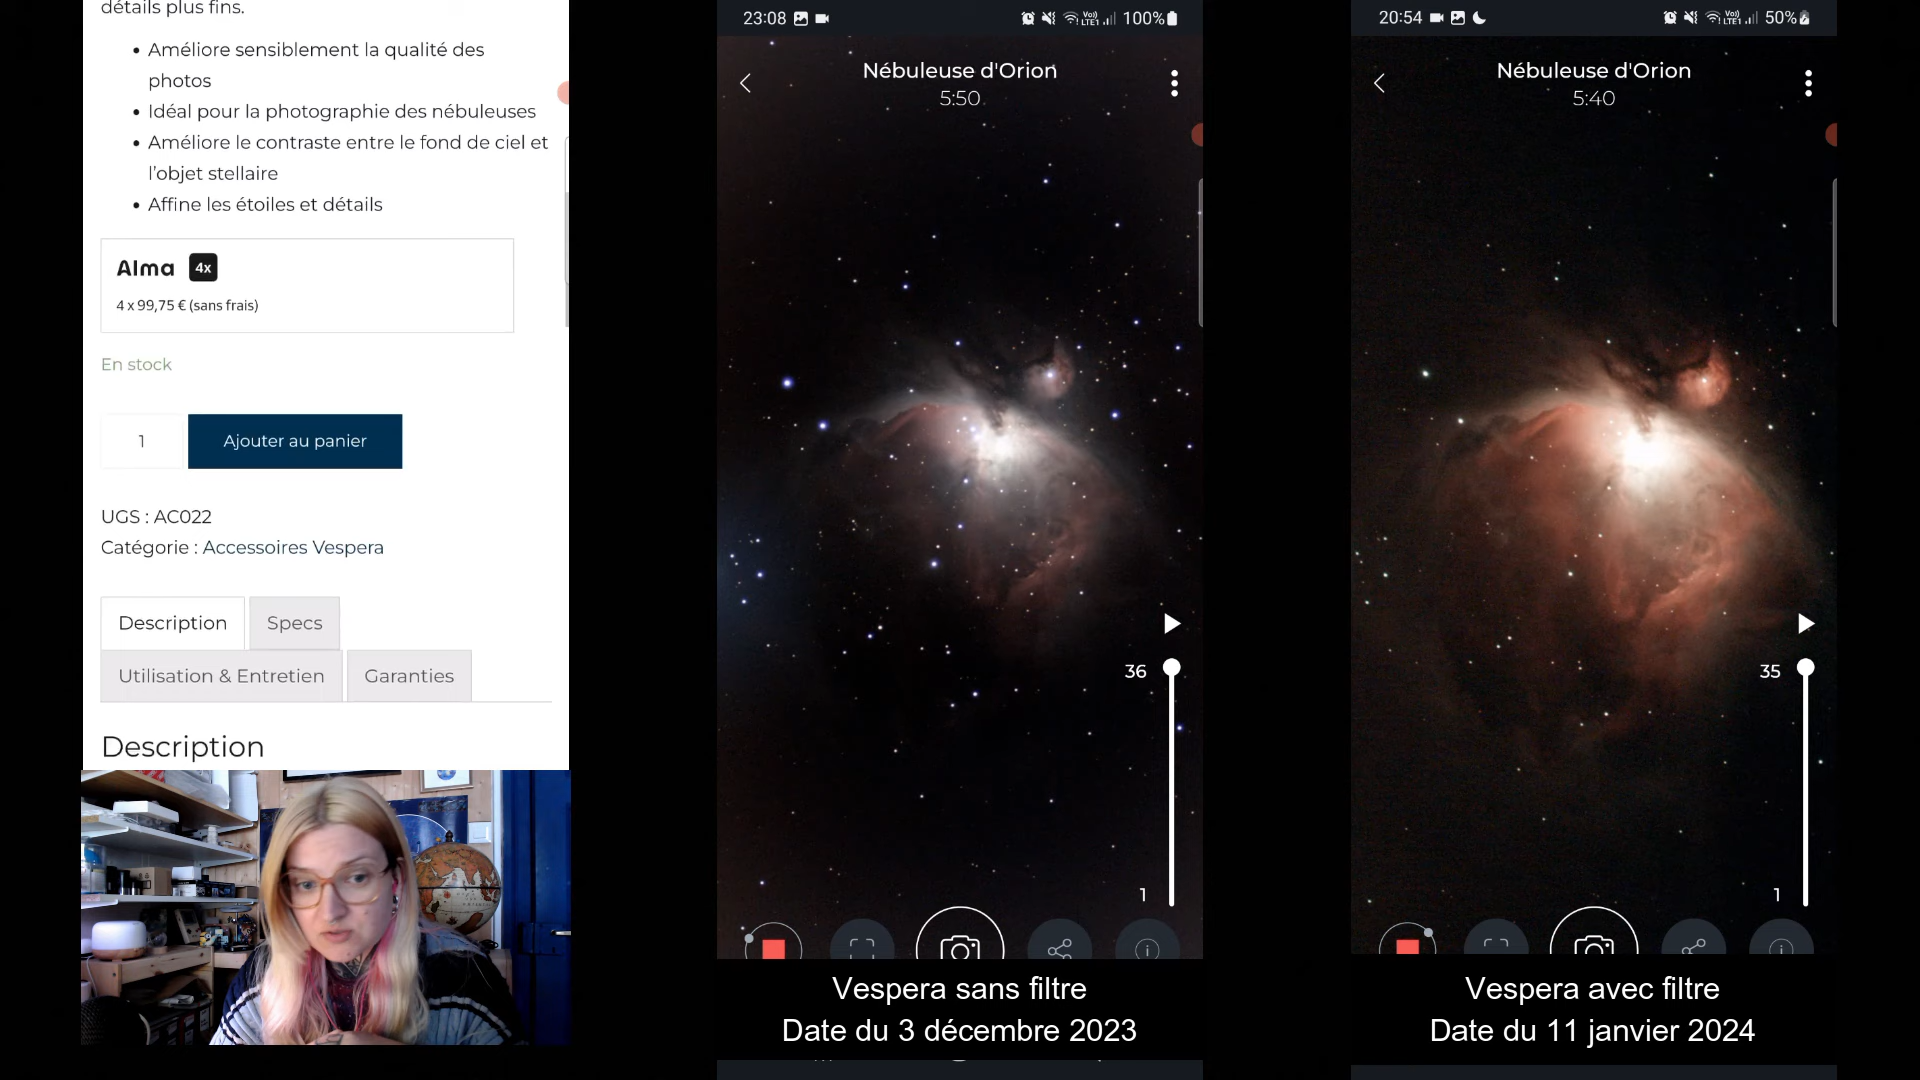 détails plus fins.
• Améliore sensiblement la qualité des
photos
• Idéal pour la photographie des nébuleuses
• Améliore le contraste entre le fond de ciel et
l'objet stellaire
• Affine les étoiles et détails
Alma 4x
4 x 99,75 € (sans frais)
En stock
1 Ajouter au panier
UGS : AC022
Catégorie : Accessoires Vespera
Description Specs
Utilisation & Entretien Garanties
Description
23:08 Vo) LTE1 100%
Nébuleuse d'Orion
5:50
36
1
Vespera sans filtre
Date du 3 décembre 2023
20:54 Vo) LTE1 50%
Nébuleuse d'Orion
5:40
35
1
Vespera avec filtre
Date du 11 janvier 2024